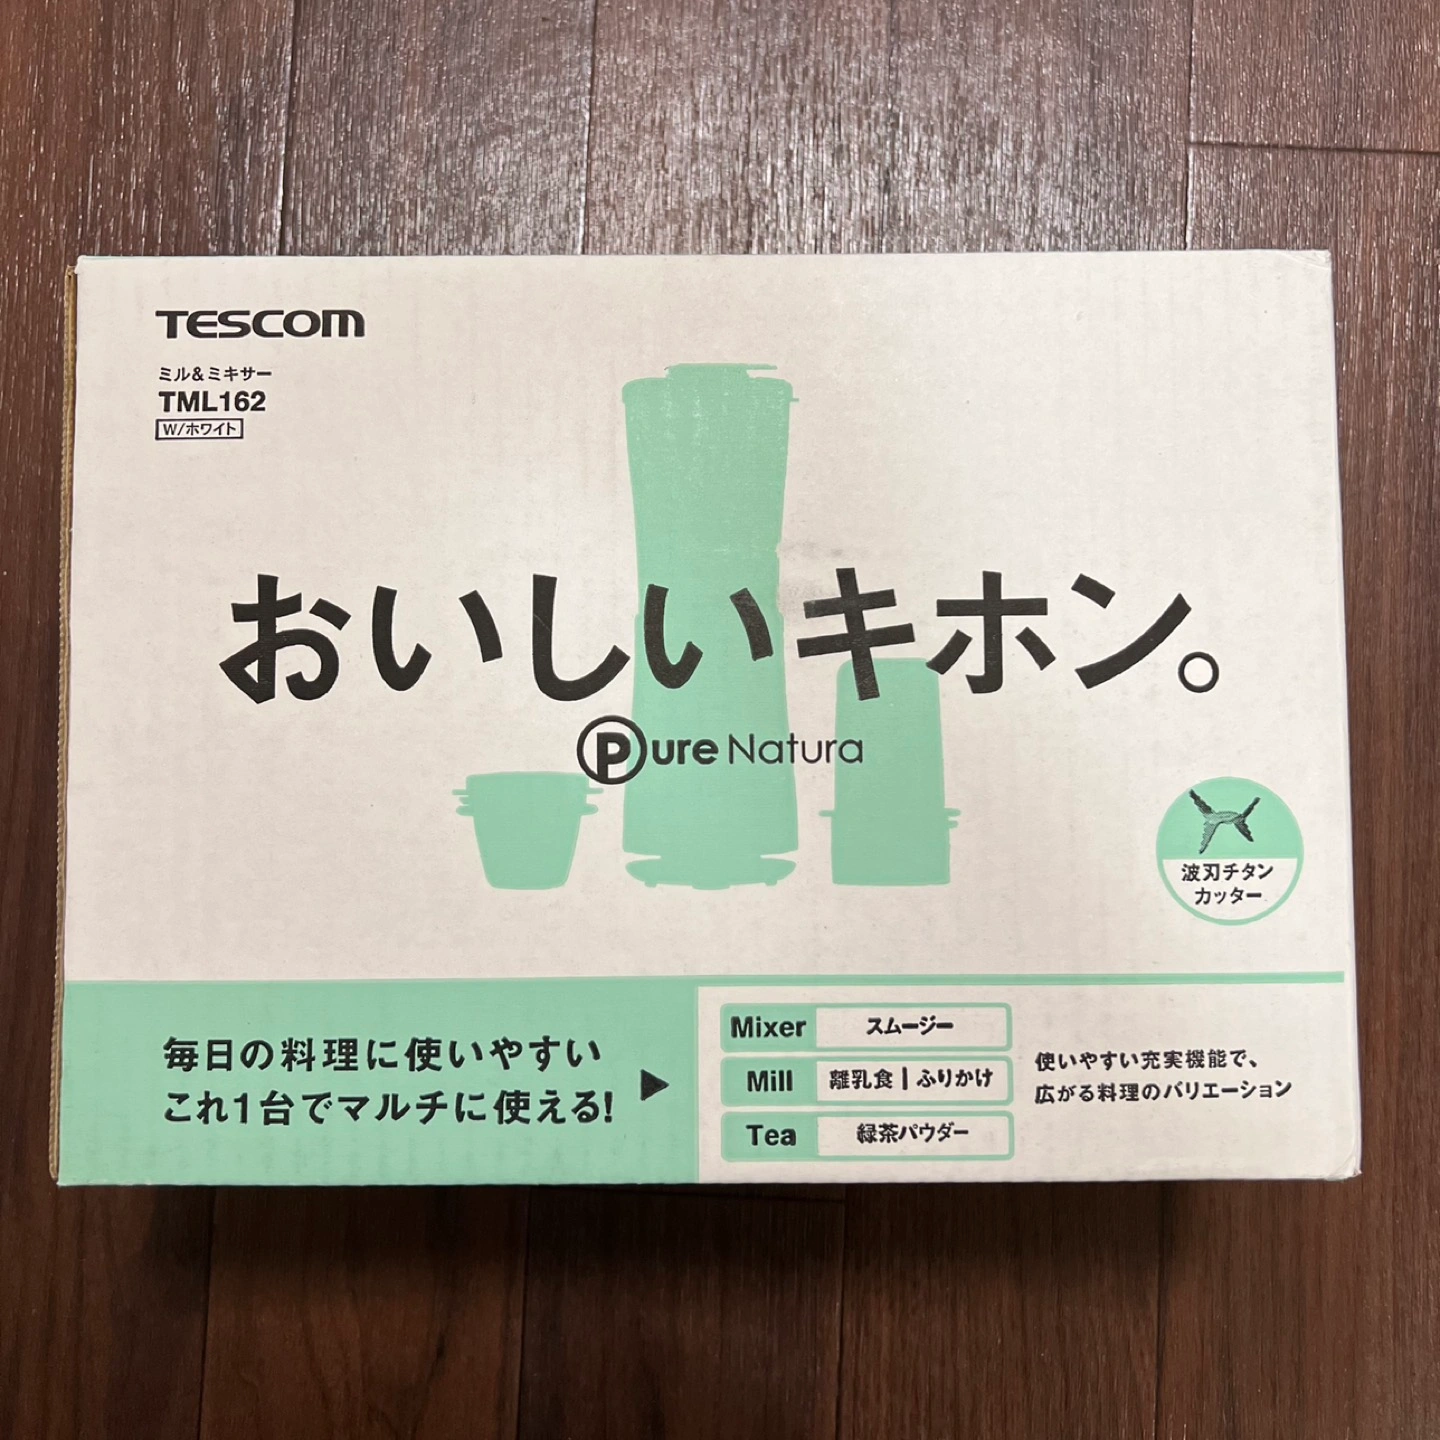 TESCOM
ミル&ミキサー
TML162
W/ホワイト
おいしいキホン。
Pure Natura
波刃チタン
カッター
毎日の料理に使いやすい
これ1台でマルチに使える!
Mixer スムージー
Mill 離乳食 | ふりかけ
Tea 緑茶パウダー
使いやすい充実機能で、
広がる料理のバリエーション